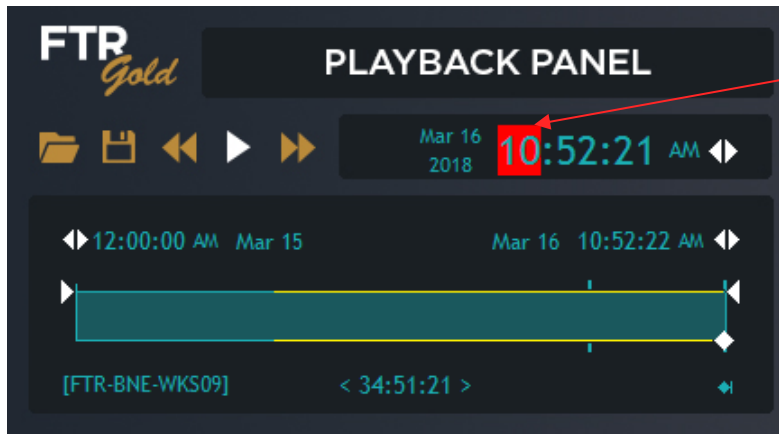 FTR
Gold
PLAYBACK PANEL
Mar 16
2018
10:52:21 AM
12:00:00 AM Mar 15
Mar 16 10:52:22 AM
[FTR-BNE-WKS09]
< 34:51:21 >